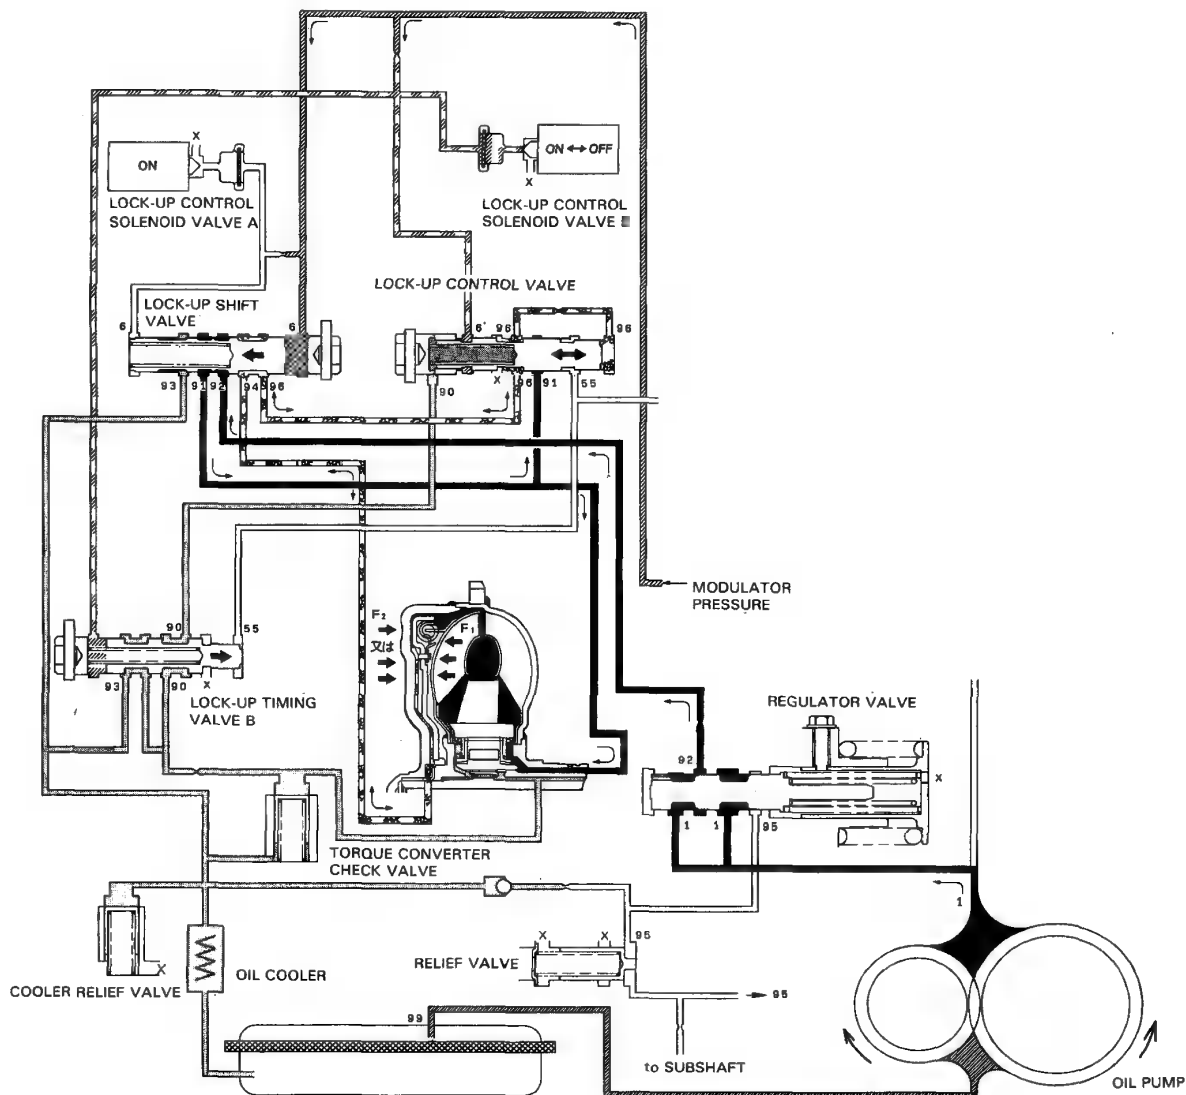 X
ON
LOCK-UP CONTROL
SOLENOID VALVE A
ON ↔ OFF
X
LOCK-UP CONTROL
SOLENOID VALVE
LOCK-UP CONTROL VALVE
LOCK-UP SHIFT
VALVE
6
6
6'
96
96
93
91
92
94
96
90
X
96
91
55
MODULATOR
PRESSURE
F2
又は
F1
90
55
93
90
X
LOCK-UP TIMING
VALVE B
REGULATOR VALVE
92
X
1
1
95
TORQUE CONVERTER
CHECK VALVE
1
X
X
95
RELIEF VALVE
X
OIL COOLER
COOLER RELIEF VALVE
95
99
to SUBSHAFT
OIL PUMP